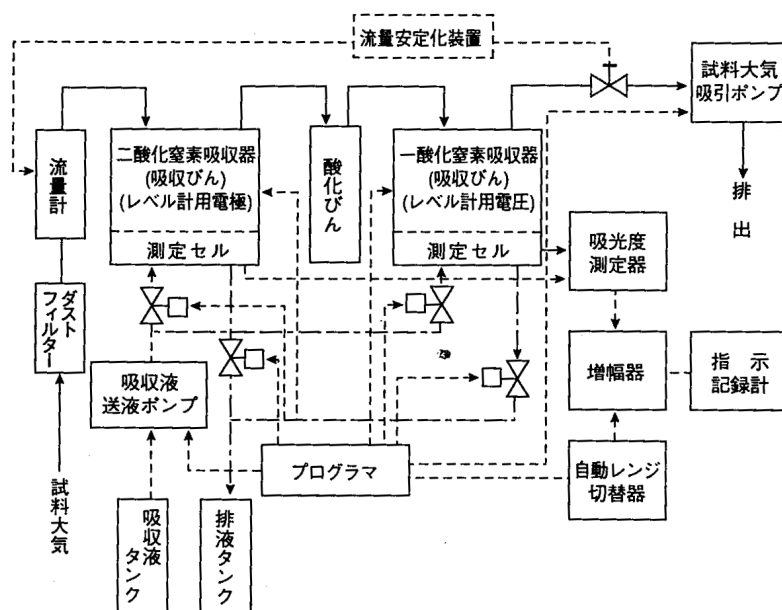 流量安定化装置
試料大気
吸引ポンプ
流量計
二酸化窒素吸収器
(吸収びん)
(レベル計用電極)
測定セル
酸化びん
一酸化窒素吸収器
(吸収びん)
(レベル計用電圧)
測定セル
排出
吸光度
測定器
ダスト
フィルター
吸収液
送液ポンプ
増幅器
指示
記録計
プログラマ
自動レンジ
切替器
試料大気
吸収液
タンク
排液タンク